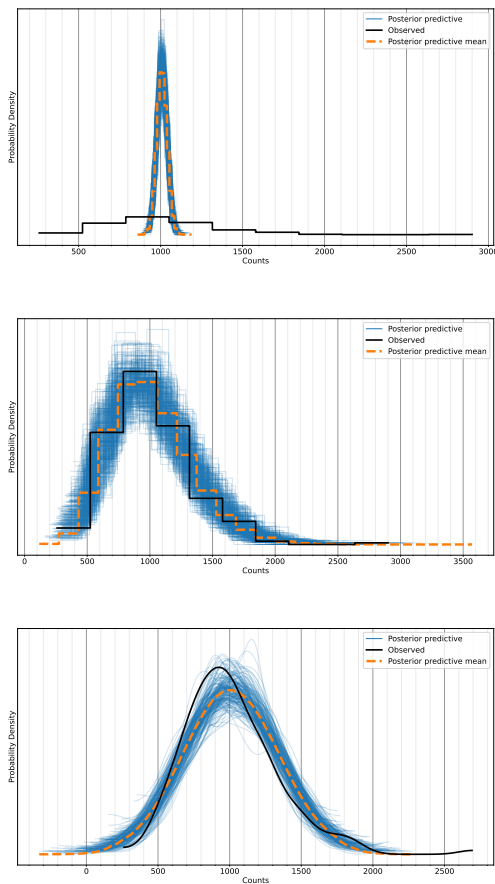 Posterior predictive
Observed
Posterior predictive mean
Probability Density
500 1000 1500 2000 2500 3000
Counts
Posterior predictive
Observed
Posterior predictive mean
Probability Density
0 500 1000 1500 2000 2500 3000 3500
Counts
Posterior predictive
Observed
Posterior predictive mean
Probability Density
0 500 1000 1500 2000 2500
Counts